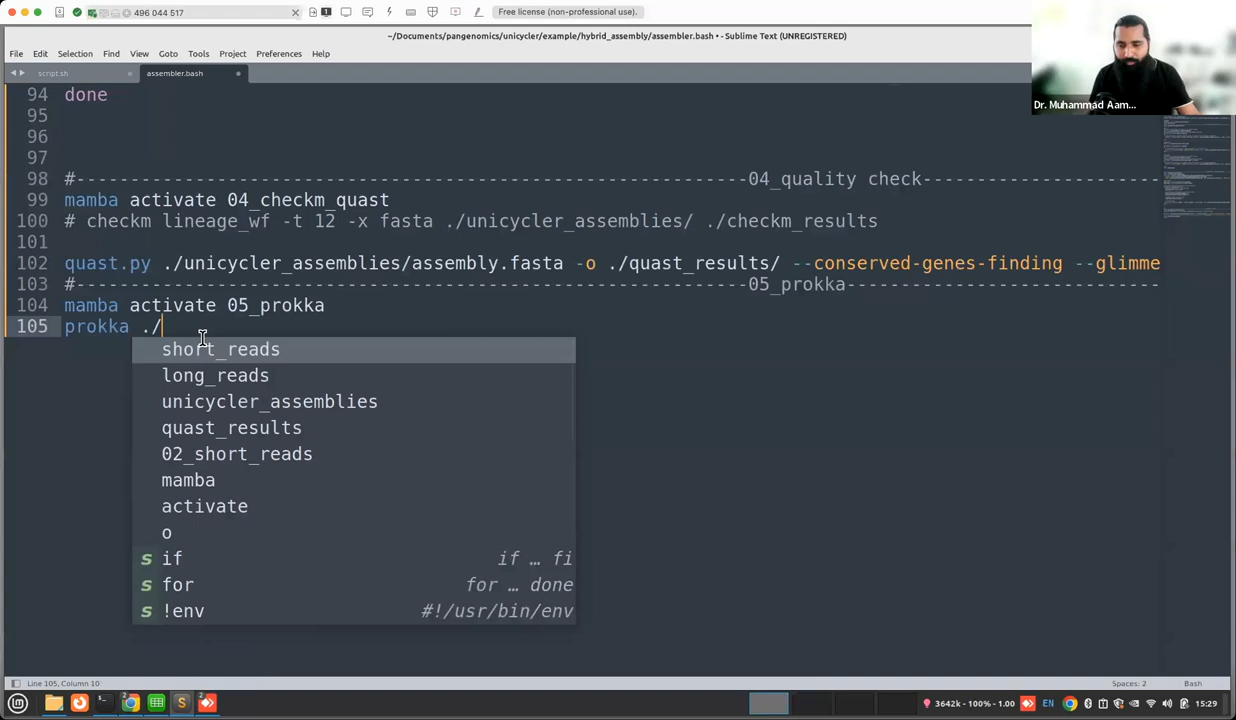 496 044 517
Free license (non-professional use).
~/Documents/pangenomics/unicycler/example/hybrid_assembly/assembler.bash • - Sublime Text (UNREGISTERED)
File Edit Selection Find View Goto Tools Project Preferences Help
script.sh assembler.bash
Dr. Muhammad Aam...
94 done
95
96
97
98 #---------------------------------------------------------------04_quality check----------------------
99 mamba activate 04_checkm_quast
100 # checkm lineage_wf -t 12 -x fasta ./unicycler_assemblies/ ./checkm_results
101
102 quast.py ./unicycler_assemblies/assembly.fasta -o ./quast_results/ --conserved-genes-finding --glimme
103 #---------------------------------------------------------------05_prokka-----------------------------
104 mamba activate 05_prokka
105 prokka ./
short_reads
long_reads
unicycler_assemblies
quast_results
02_short_reads
mamba
activate
o
s if if … fi
s for for … done
s !env #!/usr/bin/env
Line 105, Column 10 Spaces: 2 Bash
2 2 3642k - 100% - 1.00 EN 15:29